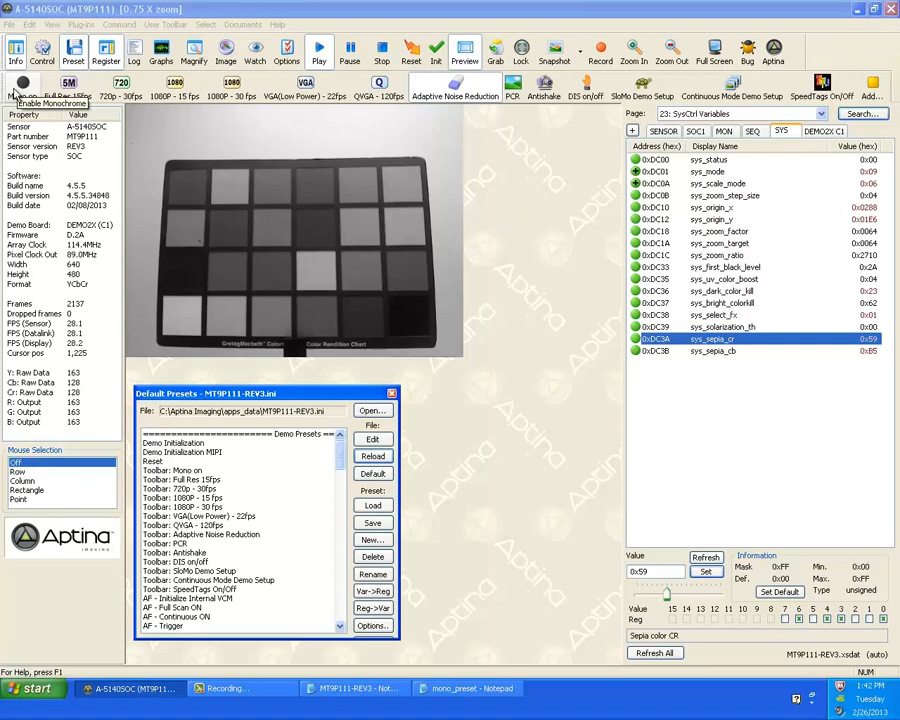 A-5140SOC (MT9P111) [0.75 X zoom]
File Edit View Plug-ins Command User Toolbar Select Documents Help
Info Control Preset Register Log Graphs Magnify Image Watch Options Play Pause Stop Reset Init Preview Grab Lock Snapshot Record Zoom In Zoom Out Full Screen Bug Aptina
5M 720 1080 1080 VGA Q
Full Res 15fps 720p - 30fps 1080P - 15 fps 1080P - 30 fps VGA(Low Power) - 22fps QVGA - 120fps Adaptive Noise Reduction PCR Antishake DIS on/off SloMo Demo Setup Continuous Mode Demo Setup SpeedTags On/Off Add...
Enable Monochrome
Property Value
Sensor A-5140SOC
Part number MT9P111
Sensor version REV3
Sensor type SOC
Software:
Build name 4.5.5
Build version 4.5.5.34848
Build date 02/08/2013
Demo Board: DEMO2X (C1)
Firmware D.2A
Array Clock 114.4MHz
Pixel Clock Out 89.0MHz
Width 640
Height 480
Format YCbCr
Frames 2137
Dropped frames 0
FPS (Sensor) 28.1
FPS (Datalink) 28.1
FPS (Display) 28.2
Cursor pos 1,225
Y: Raw Data 163
Cb: Raw Data 128
Cr: Raw Data 128
R: Output 163
G: Output 163
B: Output 163
Mouse Selection
Off
Row
Column
Rectangle
Point
Aptina
IMAGING
GretagMacbeth™ Color Rendition Chart
Default Presets - MT9P111-REV3.ini
File: C:\Aptina Imaging\apps_data\MT9P111-REV3.ini Open...
File:
Edit
Reload
Default
Preset:
Load
Save
New...
Delete
Rename
Var->Reg
Reg->Var
Options..
======================== Demo Presets ==
Demo Initialization
Demo Initialization MIPI
Reset
Toolbar: Mono on
Toolbar: Full Res 15fps
Toolbar: 720p - 30fps
Toolbar: 1080P - 15 fps
Toolbar: 1080P - 30 fps
Toolbar: VGA(Low Power) - 22fps
Toolbar: QVGA - 120fps
Toolbar: Adaptive Noise Reduction
Toolbar: PCR
Toolbar: Antishake
Toolbar: DIS on/off
Toolbar: SloMo Demo Setup
Toolbar: Continuous Mode Demo Setup
Toolbar: SpeedTags On/Off
AF - Initialize Internal VCM
AF - Full Scan ON
AF - Continuous ON
AF - Trigger
Page: 23: SysCtrl Variables Search...
+ SENSOR SOC1 MON SEQ SYS DEMO2X C1
Address (hex) Display Name Value (hex)
0xDC00 sys_status 0x00
0xDC01 sys_mode 0x09
0xDC0A sys_scale_mode 0x06
0xDC0B sys_zoom_step_size 0x04
0xDC10 sys_origin_x 0x0288
0xDC12 sys_origin_y 0x01E6
0xDC18 sys_zoom_factor 0x0064
0xDC1A sys_zoom_target 0x0064
0xDC1C sys_zoom_ratio 0x2710
0xDC33 sys_first_black_level 0x2A
0xDC35 sys_uv_color_boost 0x04
0xDC36 sys_dark_color_kill 0x23
0xDC37 sys_bright_colorkill 0x62
0xDC38 sys_select_fx 0x01
0xDC39 sys_solarization_th 0x00
0xDC3A sys_sepia_cr 0x59
0xDC3B sys_sepia_cb 0xB5
Value
0x59
Refresh
Set
Information
Mask 0xFF Min. 0x00
Def. 0x00 Max. 0xFF
Set Default Type unsigned
Value 15 14 13 12 11 10 9 8 7 6 5 4 3 2 1 0
Reg
Sepia color CR
Refresh All
MT9P111-REV3.xsdat (auto)
For Help, press F1
NUM
start A-5140SOC (MT9P11... Recording... MT9P111-REV3 - Not... mono_preset - Notepad
1:42 PM
Tuesday
2/26/2013